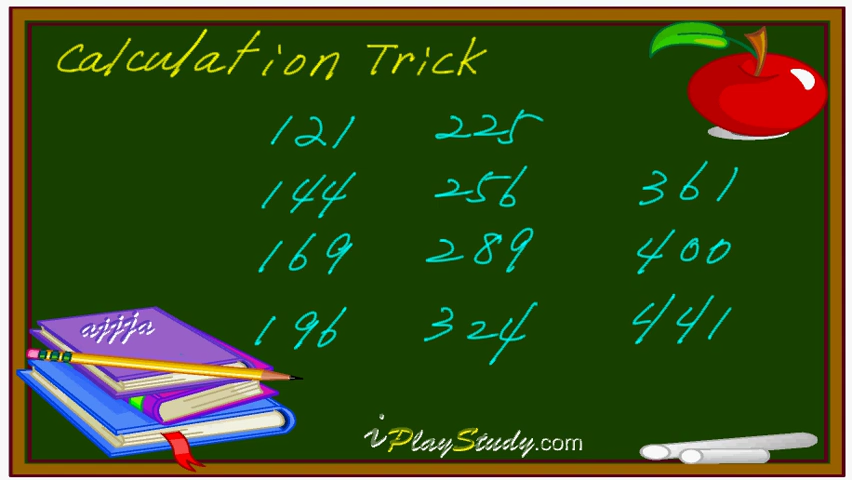 Calculation Trick
121 225
144 256 361
169 289 400
196 324 441
ajjja
iPlayStudy.com